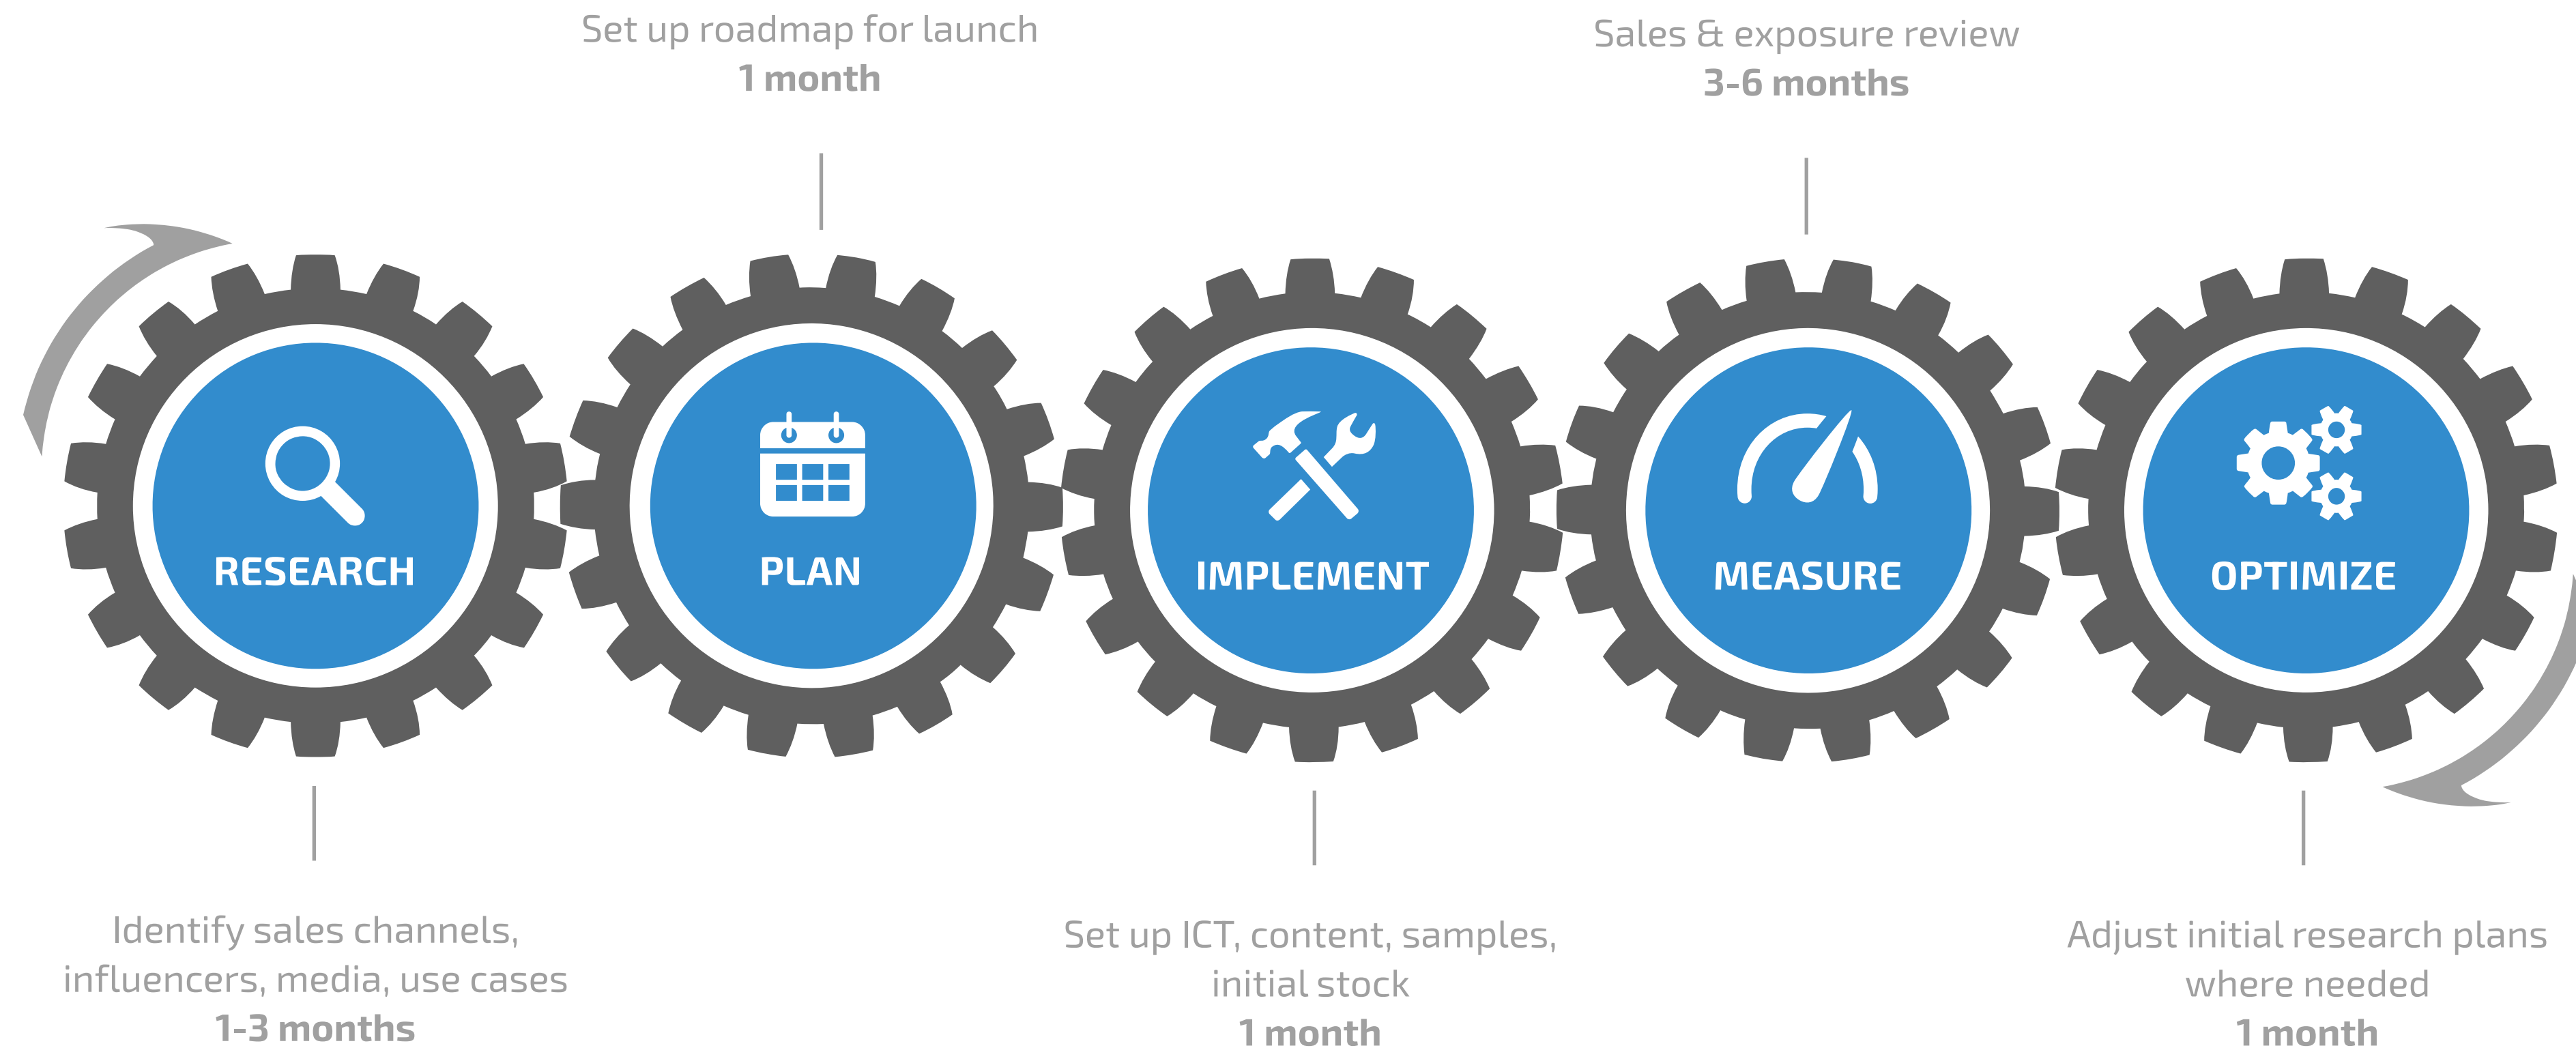 Set up roadmap for launch
1 month
Sales & exposure review
3-6 months
RESEARCH
PLAN
IMPLEMENT
MEASURE
OPTIMIZE
Identify sales channels,
influencers, media, use cases
1-3 months
Set up ICT, content, samples,
initial stock
1 month
Adjust initial research plans
where needed
1 month